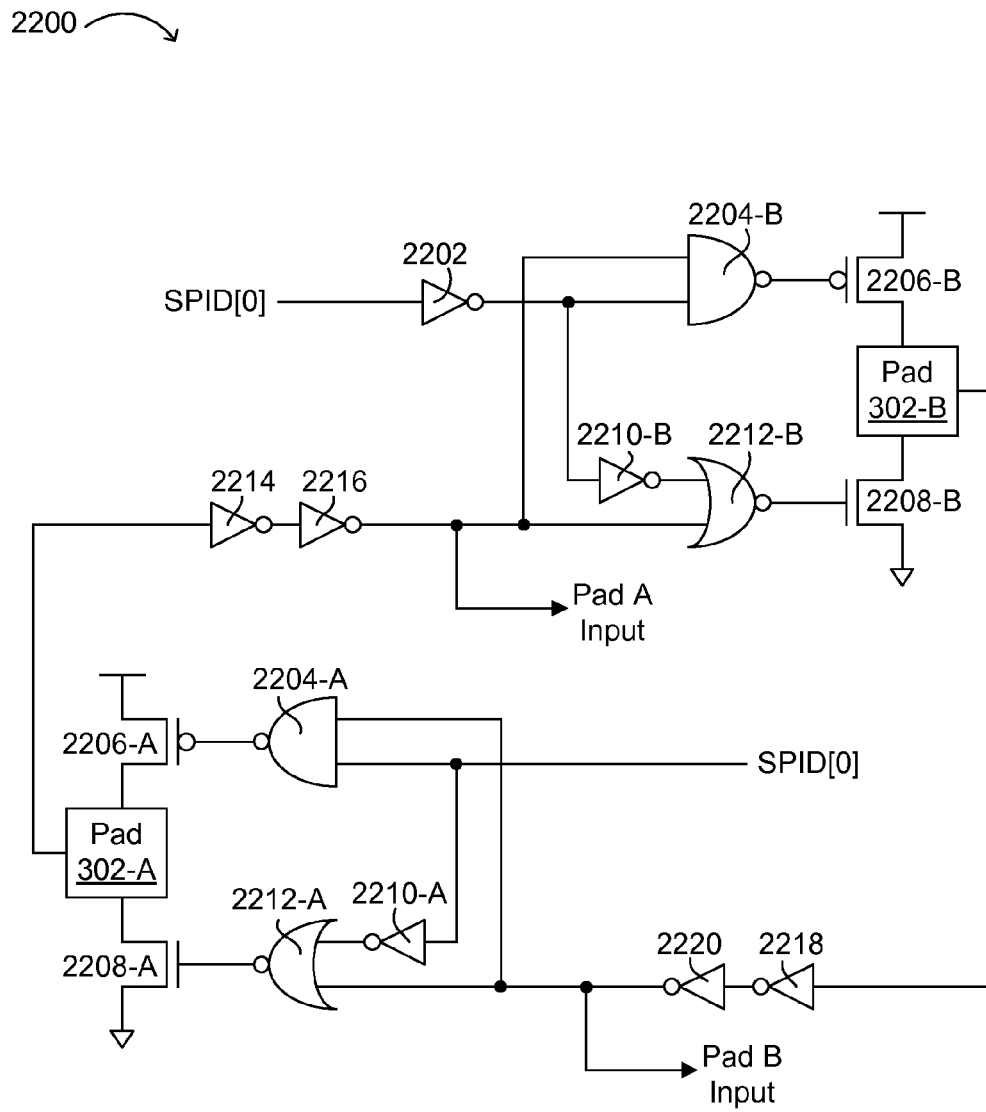 2200
2204-B
2202
SPID[0]
2206-B
Pad
302-B
2210-B
2212-B
2214
2216
2208-B
Pad A
Input
2204-A
2206-A
SPID[0]
Pad
302-A
2212-A
2210-A
2208-A
2220
2218
Pad B
Input